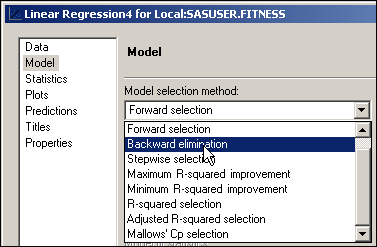 Linear Regression4 for Local:SASUSER.FITNESS
Data
Model
Statistics
Plots
Predictions
Titles
Properties
Model
Model selection method:
Forward selection
Forward selection
Backward elimination
Stepwise selection
Maximum R-squared improvement
Minimum R-squared improvement
R-squared selection
Adjusted R-squared selection
Mallows' Cp selection